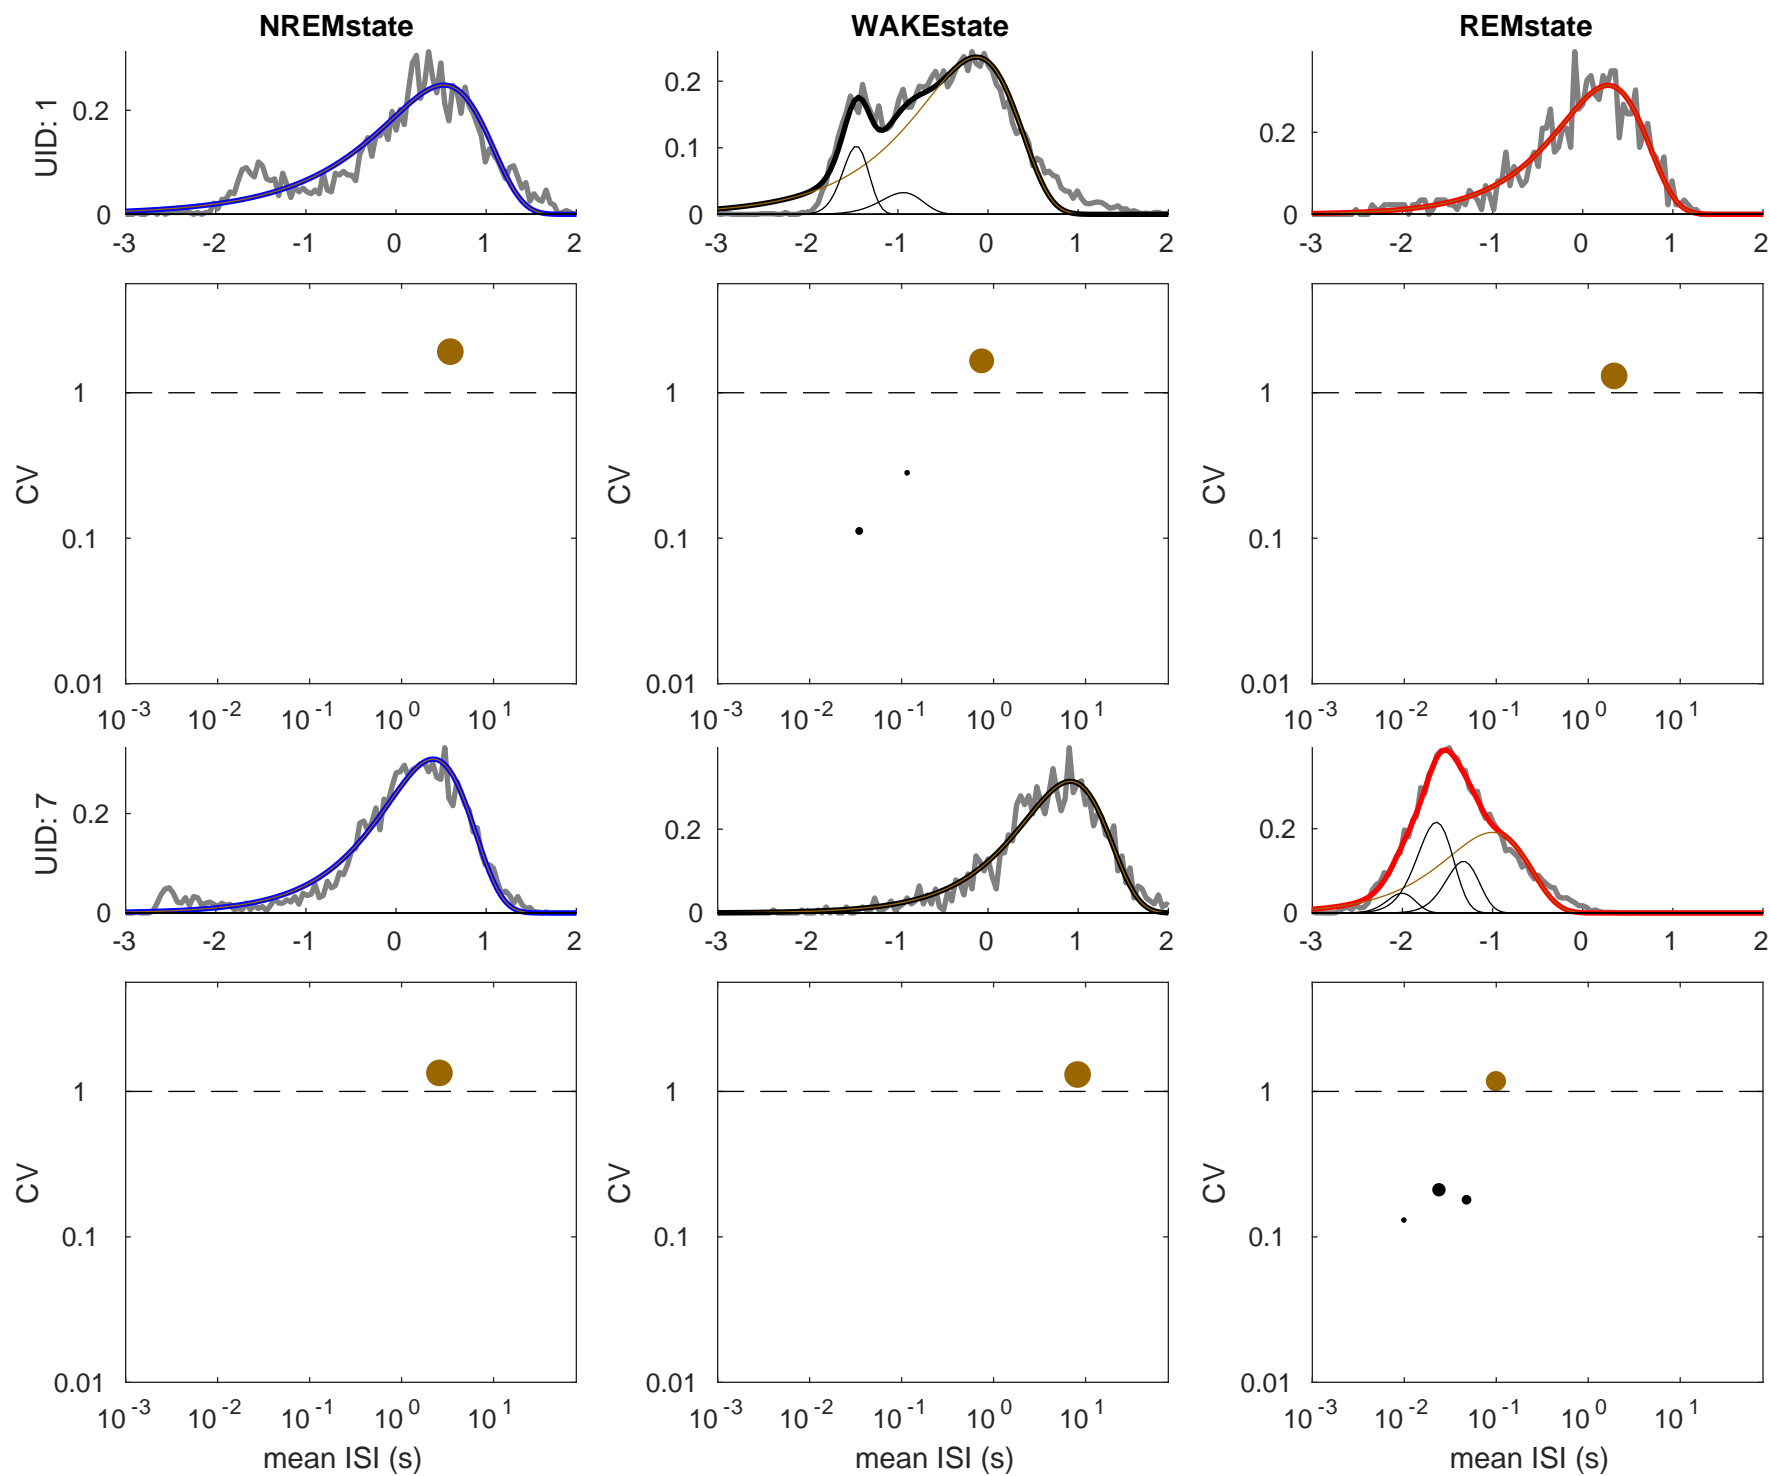 NREMstate WAKEstate REMstate
UID: 1
0.2 0.2 0.2
0.1
0 0 0
-3 -2 -1 0 1 2 -3 -2 -1 0 1 2 -3 -2 -1 0 1 2
1 1 1
CV CV CV
0.1 0.1 0.1
0.01 0.01 0.01
10^-3 10^-2 10^-1 10^0 10^1 10^-3 10^-2 10^-1 10^0 10^1 10^-3 10^-2 10^-1 10^0 10^1
UID: 7
0.2 0.2 0.2
0 0 0
-3 -2 -1 0 1 2 -3 -2 -1 0 1 2 -3 -2 -1 0 1 2
1 1 1
CV CV CV
0.1 0.1 0.1
0.01 0.01 0.01
10^-3 10^-2 10^-1 10^0 10^1 10^-3 10^-2 10^-1 10^0 10^1 10^-3 10^-2 10^-1 10^0 10^1
mean ISI (s) mean ISI (s) mean ISI (s)